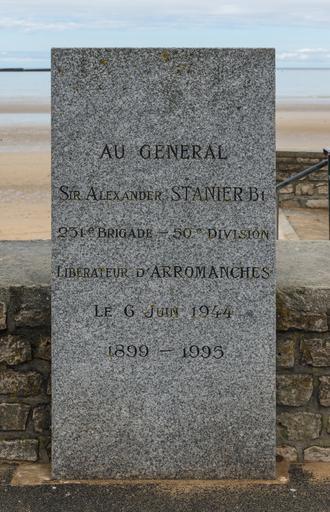 AU GENERAL
SIR ALEXANDER STANIER Bt
231e BRIGADE – 50e DIVISION
LIBERATEUR D'ARROMANCHES
LE 6 JUIN 1944
1899 – 1995